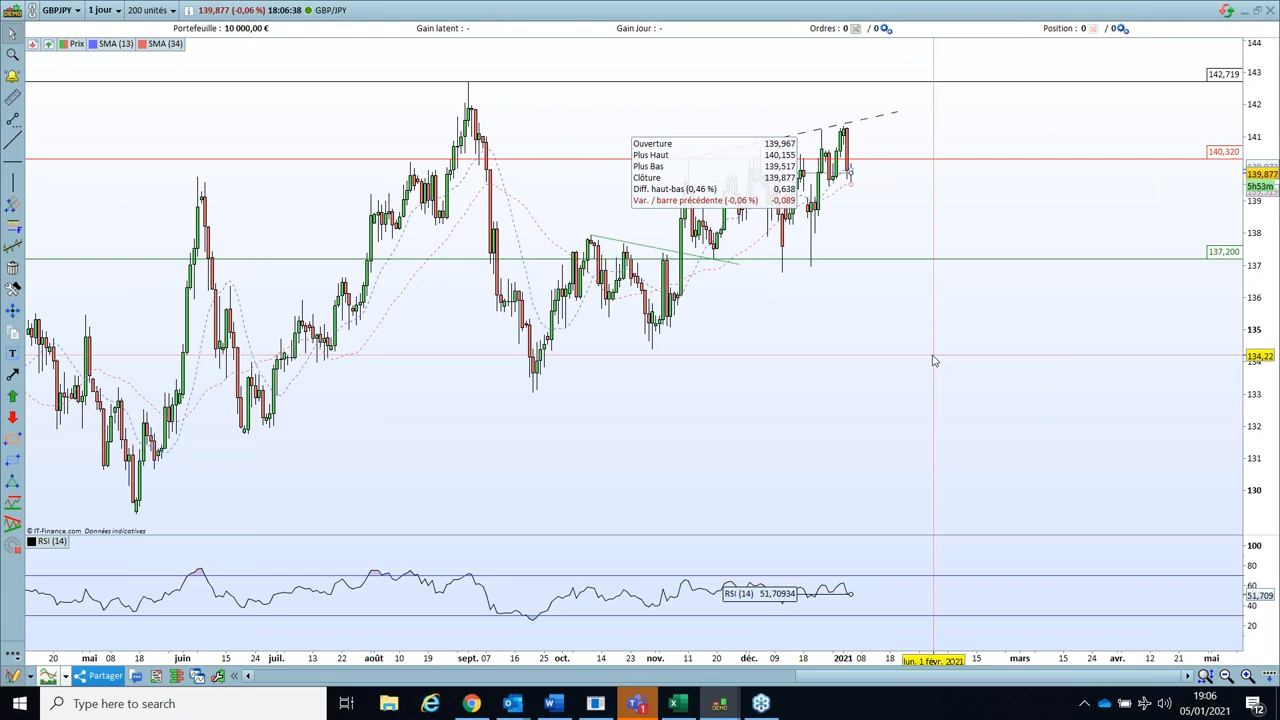 DEMO GBPJPY 1 jour 200 unités 139,877 (-0,06 %) 18:06:38 GBP/JPY
Portefeuille : 10 000,00 € Gain latent : - Gain Jour : - Ordres : 0 / 0 Position : 0 / 0
Prix SMA (13) SMA (34)
144
143
142,719
142
141
140,320
139,877
5h53m
139
138
137,200
137
136
135
134,22
133
132
131
130
Ouverture 139,967
Plus Haut 140,155
Plus Bas 139,517
Clôture 139,877
Diff. haut-bas (0,46 %) 0,638
Var. / barre précédente (-0,06 %) -0,089
© IT-Finance.com Données indicatives
RSI (14)
100
80
60
RSI (14) 51,70934
51,709
40
20
20 mai 08 18 juin 15 24 juil. 13 22 août 10 19 sept. 07 16 25 oct. 14 23 nov. 11 20 déc. 09 18 2021 08 18 lun. 1 févr. 2021 15 mars 18 avr. 12 21 mai
Partager
Type here to search
DEMO
19:06
05/01/2021